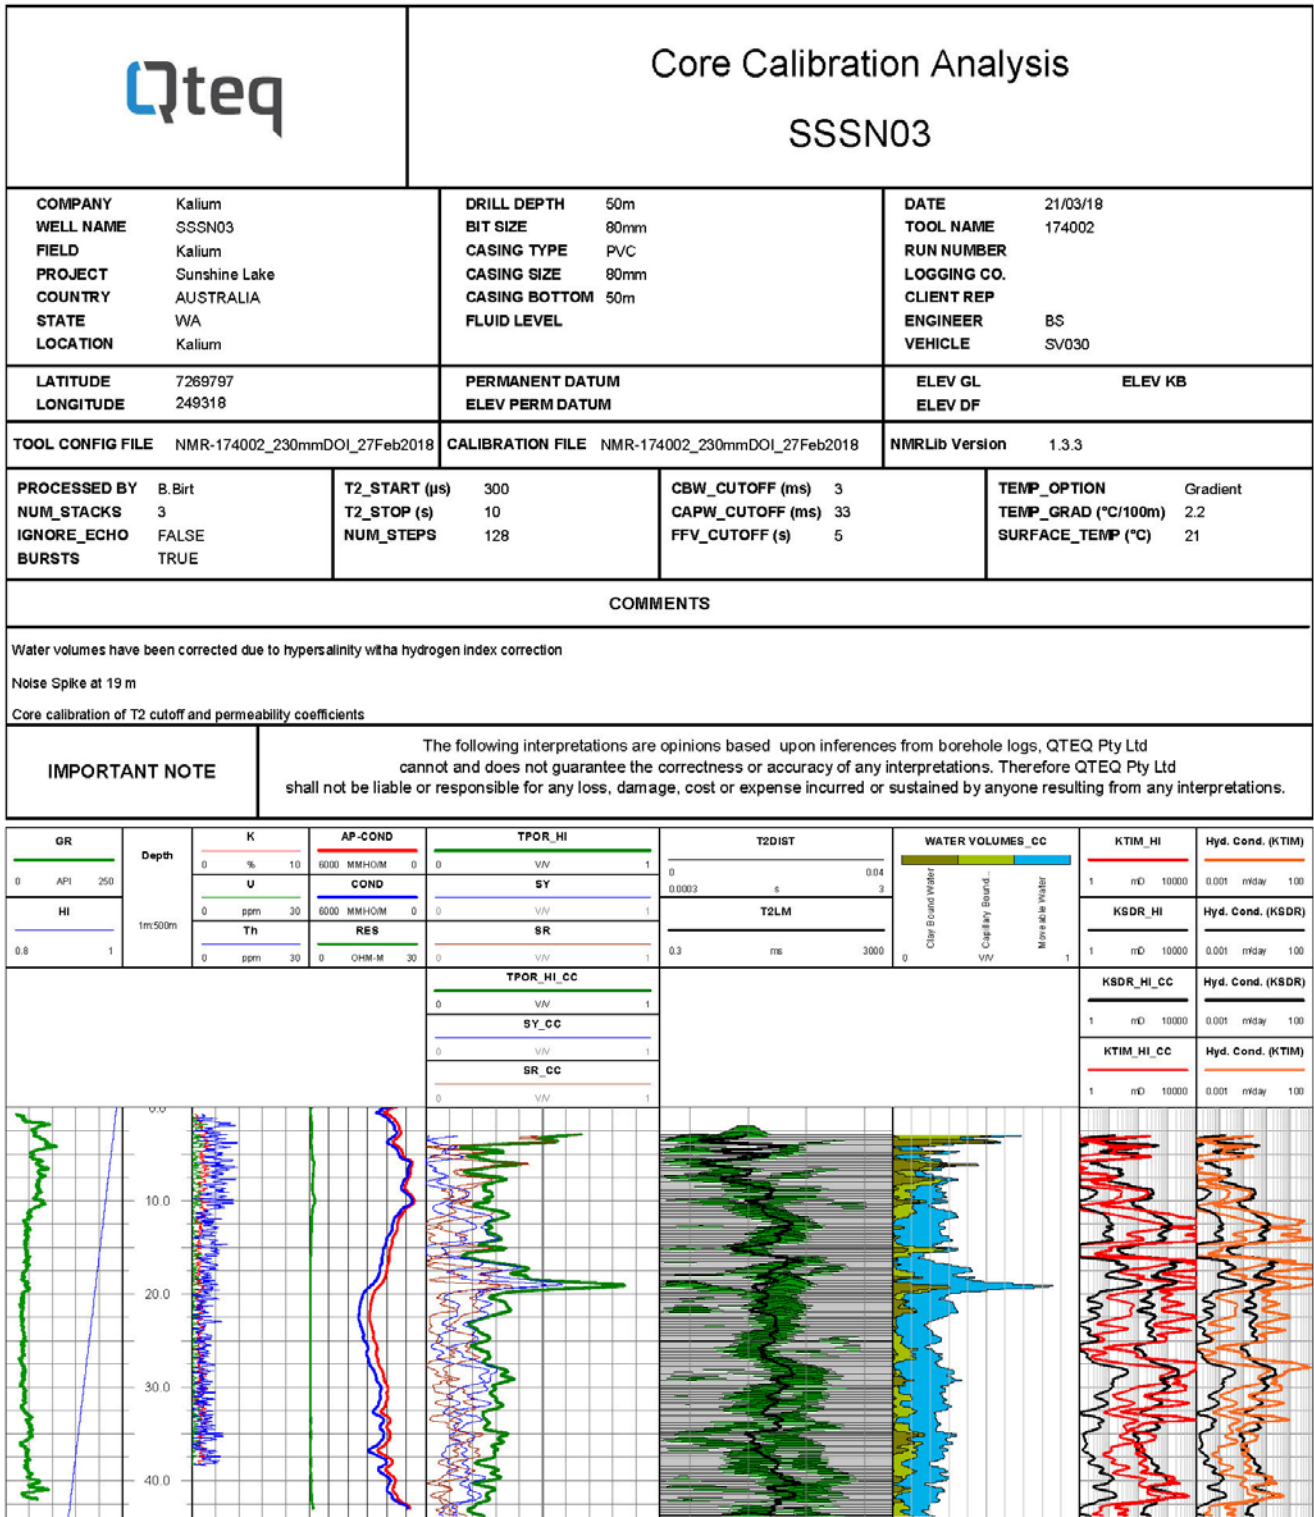 Qteq
Core Calibration Analysis
SSSN03
COMPANY Kalium
WELL NAME SSSN03
FIELD Kalium
PROJECT Sunshine Lake
COUNTRY AUSTRALIA
STATE WA
LOCATION Kalium
DRILL DEPTH 50m
BIT SIZE 80mm
CASING TYPE PVC
CASING SIZE 80mm
CASING BOTTOM 50m
FLUID LEVEL
DATE 21/03/18
TOOL NAME 174002
RUN NUMBER
LOGGING CO.
CLIENT REP
ENGINEER BS
VEHICLE SV030
LATITUDE 7269797
LONGITUDE 249318
PERMANENT DATUM
ELEV PERM DATUM
ELEV GL ELEV KB
ELEV DF
TOOL CONFIG FILE NMR-174002_230mmDOI_27Feb2018
CALIBRATION FILE NMR-174002_230mmDOI_27Feb2018
NMRLib Version 1.3.3
PROCESSED BY B.Birt
NUM_STACKS 3
IGNORE_ECHO FALSE
BURSTS TRUE
T2_START (µs) 300
T2_STOP (s) 10
NUM_STEPS 128
CBW_CUTOFF (ms) 3
CAPW_CUTOFF (ms) 33
FFV_CUTOFF (s) 5
TEMP_OPTION Gradient
TEMP_GRAD (°C/100m) 2.2
SURFACE_TEMP (°C) 21
COMMENTS
Water volumes have been corrected due to hypersalinity witha hydrogen index correction
Noise Spike at 19 m
Core calibration of T2 cutoff and permeability coefficients
IMPORTANT NOTE
The following interpretations are opinions based upon inferences from borehole logs, QTEQ Pty Ltd
cannot and does not guarantee the correctness or accuracy of any interpretations. Therefore QTEQ Pty Ltd
shall not be liable or responsible for any loss, damage, cost or expense incurred or sustained by anyone resulting from any interpretations.
GR
0 API 250
HI
0.8 1
Depth
1m:500m
K
0 % 10
U
0 ppm 30
Th
0 ppm 30
AP-COND
6000 MMHO/M 0
COND
6000 MMHO/M 0
RES
0 OHM-M 30
TPOR_HI
0 V/V 1
SY
0 V/V 1
SR
0 V/V 1
TPOR_HI_CC
0 V/V 1
SY_CC
0 V/V 1
SR_CC
0 V/V 1
T2DIST
0 0.04
0.0003 s 3
T2LM
0.3 ms 3000
WATER VOLUMES_CC
Clay Bound Water
Capillary Bound...
Moveable Water
0 V/V 1
KTIM_HI
1 mD 10000
KSDR_HI
1 mD 10000
KSDR_HI_CC
1 mD 10000
KTIM_HI_CC
1 mD 10000
Hyd. Cond. (KTIM)
0.001 m/day 100
Hyd. Cond. (KSDR)
0.001 m/day 100
Hyd. Cond. (KSDR)
0.001 m/day 100
Hyd. Cond. (KTIM)
0.001 m/day 100
0.0
10.0
20.0
30.0
40.0